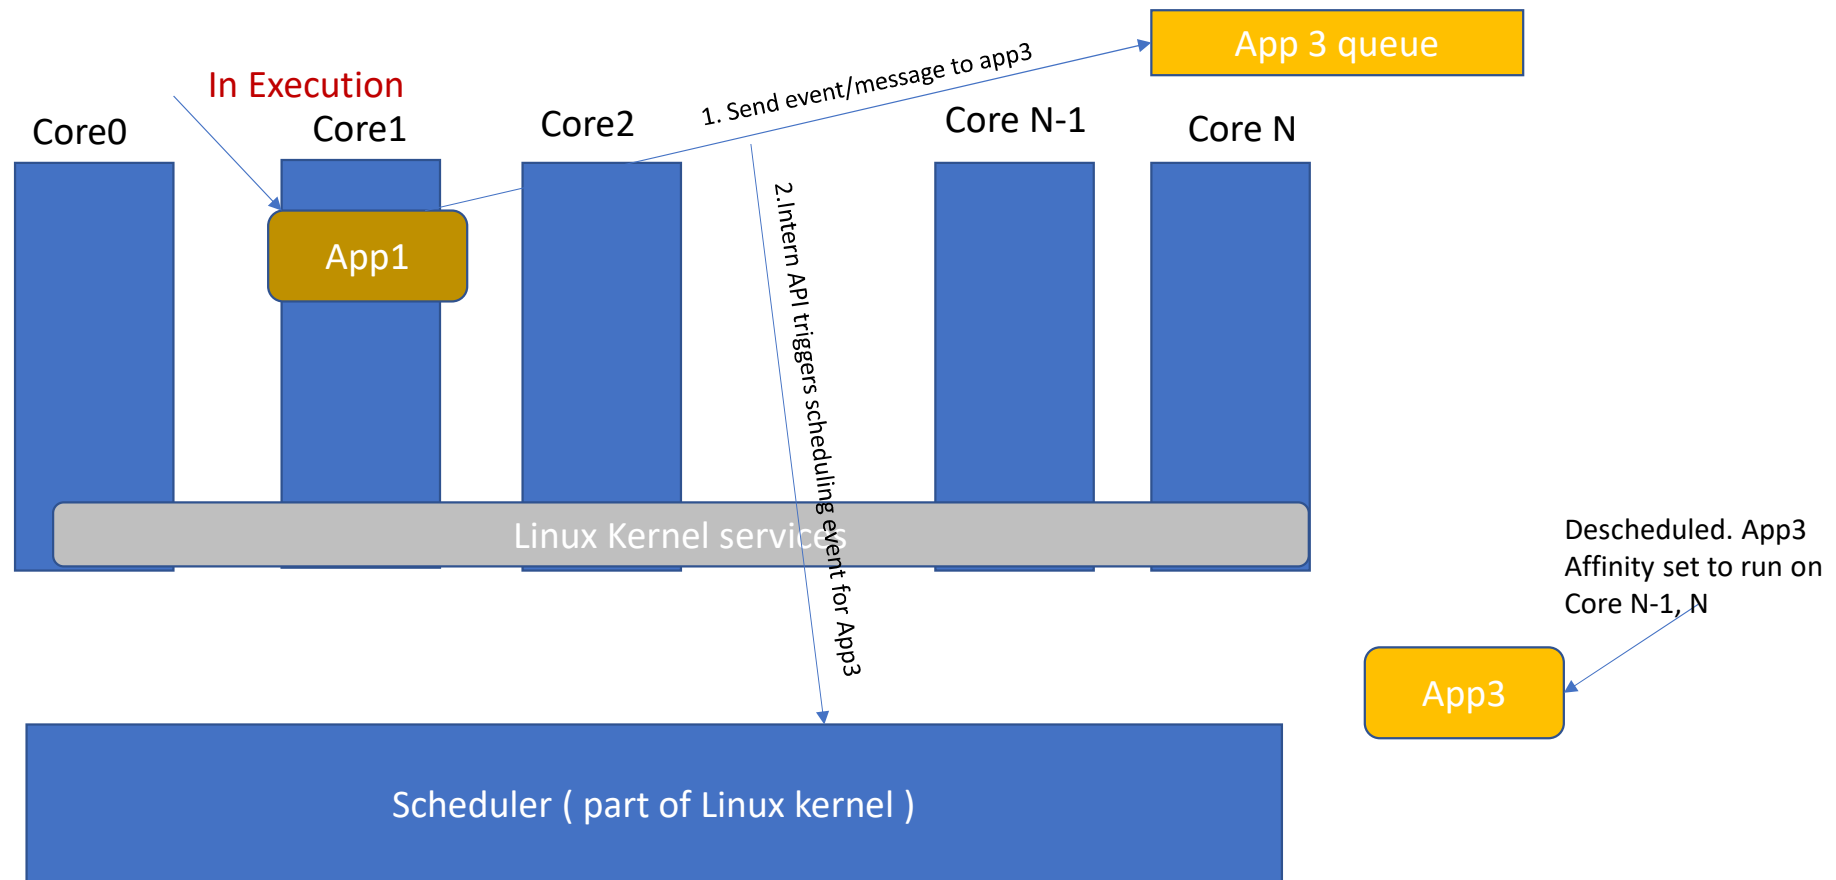 App 3 queue
In Execution
1. Send event/message to app3
Core0
Core1
Core2
Core N-1
Core N
2.Intern API triggers scheduling event for App3
App1
Linux Kernel services
Descheduled. App3
Affinity set to run on
Core N-1, N
App3
Scheduler ( part of Linux kernel )